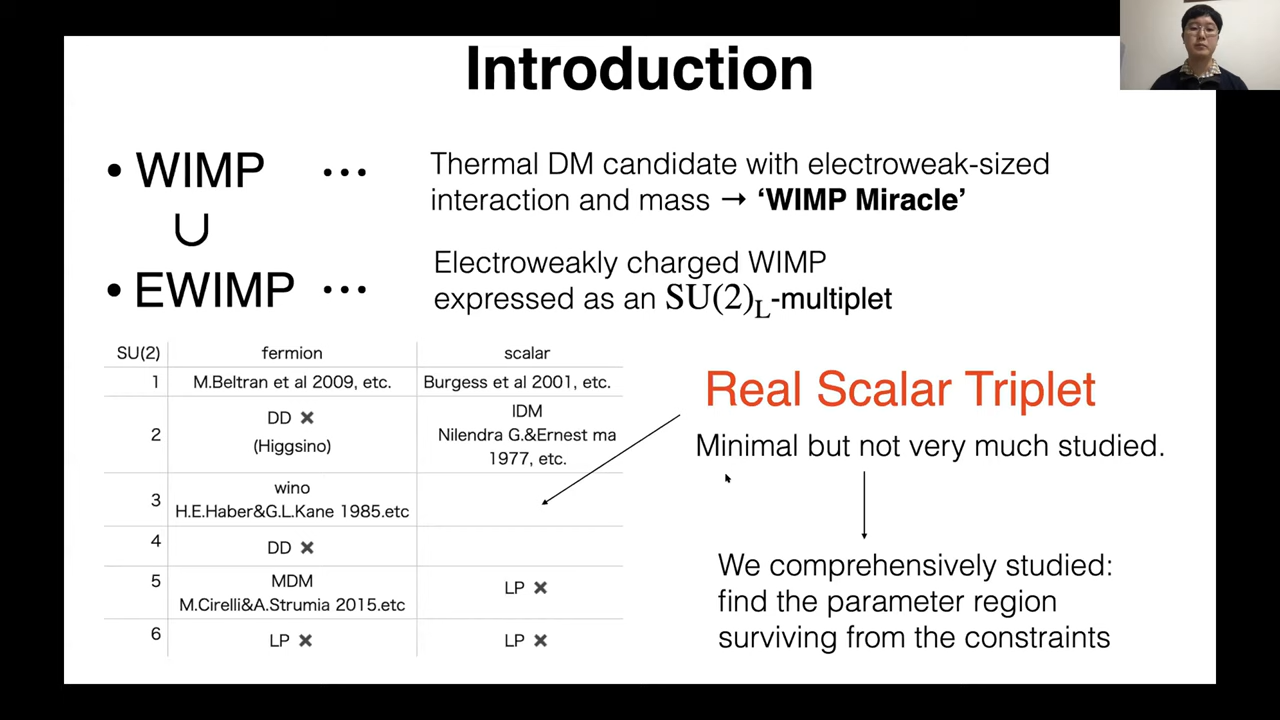 Introduction
• WIMP ⋯ Thermal DM candidate with electroweak-sized
interaction and mass → ‘WIMP Miracle’
∪
• EWIMP ⋯ Electroweakly charged WIMP
expressed as an SU(2)L-multiplet
SU(2) fermion scalar
1 M.Beltran et al 2009, etc. Burgess et al 2001, etc.
2 DD ✖ (Higgsino) IDM
Nilendra G.&Ernest ma
1977, etc.
3 wino
H.E.Haber&G.L.Kane 1985.etc
4 DD ✖
5 MDM
M.Cirelli&A.Strumia 2015.etc LP ✖
6 LP ✖ LP ✖
Real Scalar Triplet
Minimal but not very much studied.
We comprehensively studied:
find the parameter region
surviving from the constraints